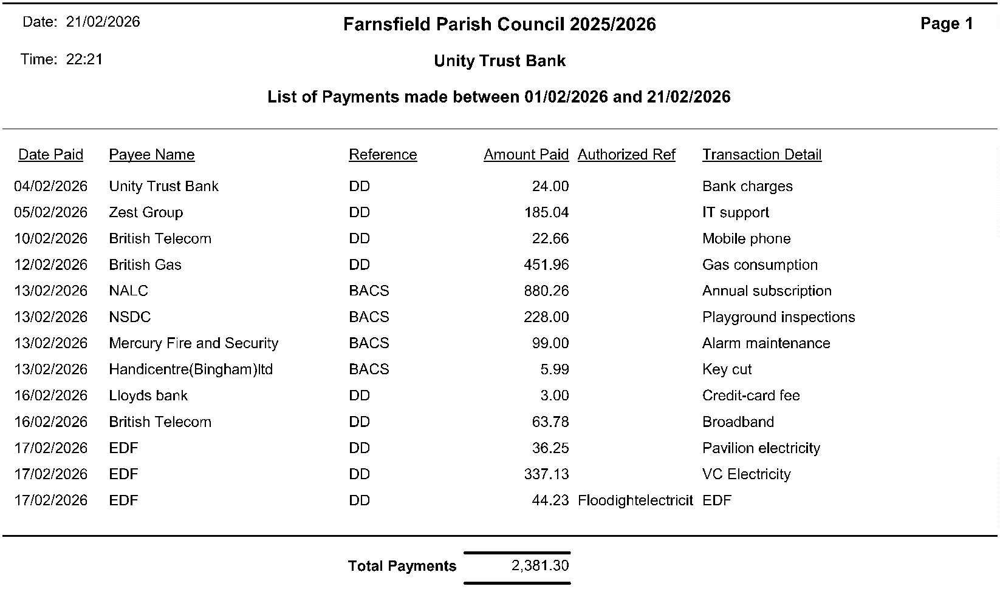 Date: 21/02/2026 Farnsfield Parish Council 2025/2026 Page 1
Time: 22:21 Unity Trust Bank
List of Payments made between 01/02/2026 and 21/02/2026
Date Paid Payee Name Reference Amount Paid Authorized Ref Transaction Detail
04/02/2026 Unity Trust Bank DD 24.00 Bank charges
05/02/2026 Zest Group DD 185.04 IT support
10/02/2026 British Telecom DD 22.66 Mobile phone
12/02/2026 British Gas DD 451.96 Gas consumption
13/02/2026 NALC BACS 880.26 Annual subscription
13/02/2026 NSDC BACS 228.00 Playground inspections
13/02/2026 Mercury Fire and Security BACS 99.00 Alarm maintenance
13/02/2026 Handicentre(Bingham)ltd BACS 5.99 Key cut
16/02/2026 Lloyds bank DD 3.00 Credit-card fee
16/02/2026 British Telecom DD 63.78 Broadband
17/02/2026 EDF DD 36.25 Pavilion electricity
17/02/2026 EDF DD 337.13 VC Electricity
17/02/2026 EDF DD 44.23 Floodightelectricit EDF
Total Payments 2,381.30